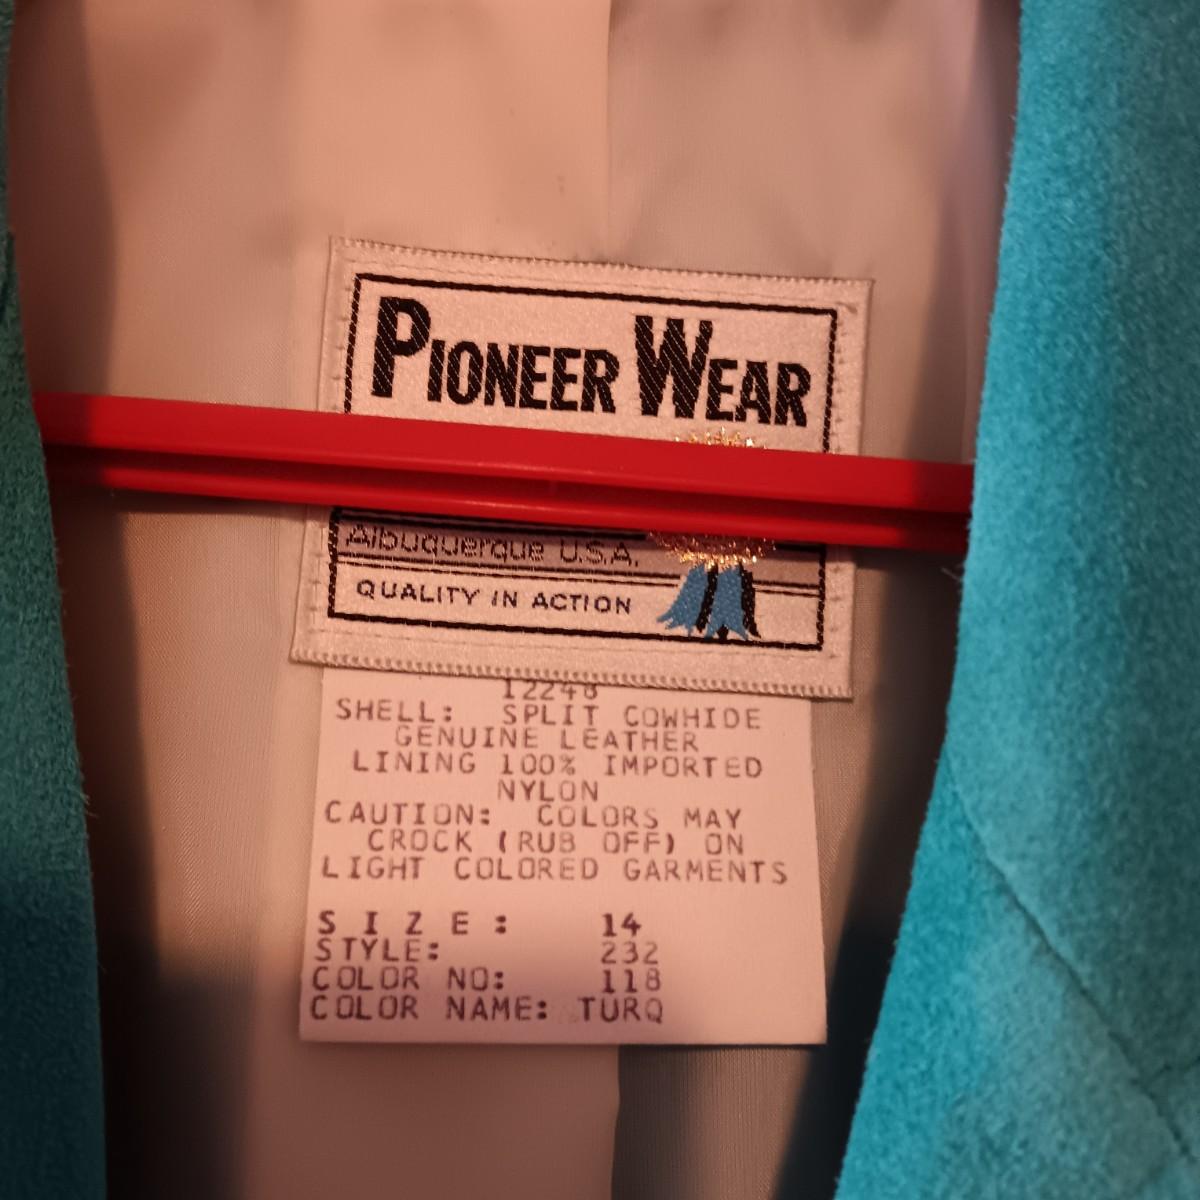 PIONEER WEAR
Albuquerque U.S.A.
QUALITY IN ACTION
12248
SHELL: SPLIT COWHIDE
GENUINE LEATHER
LINING 100% IMPORTED
NYLON
CAUTION: COLORS MAY
CROCK (RUB OFF) ON
LIGHT COLORED GARMENTS
SIZE: 14
STYLE: 232
COLOR NO: 118
COLOR NAME: TURQ